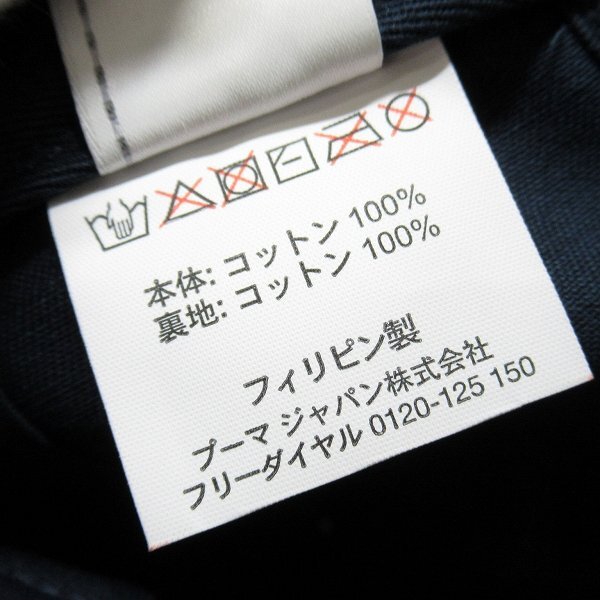 本体: コットン 100%
裏地: コットン 100%
フィリピン製
プーマ ジャパン株式会社
フリーダイヤル 0120-125 150